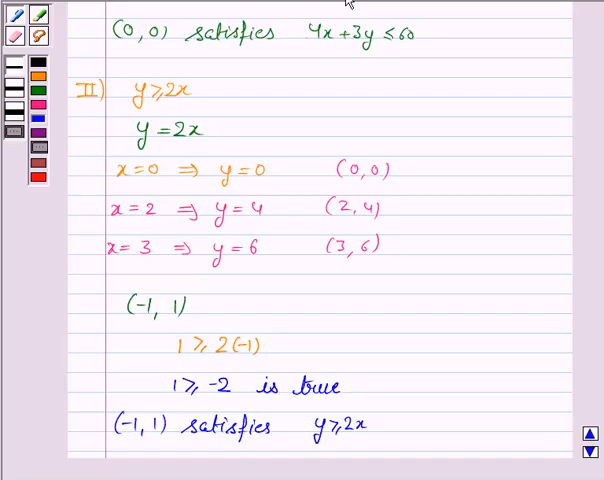 (0, 0) satisfies 4x + 3y ≤ 60
II) y ≥ 2x
y = 2x
x = 0 ⇒ y = 0 (0, 0)
x = 2 ⇒ y = 4 (2, 4)
x = 3 ⇒ y = 6 (3, 6)
(-1, 1)
1 ≥ 2(-1)
1 ≥ -2 is true
(-1, 1) satisfies y ≥ 2x